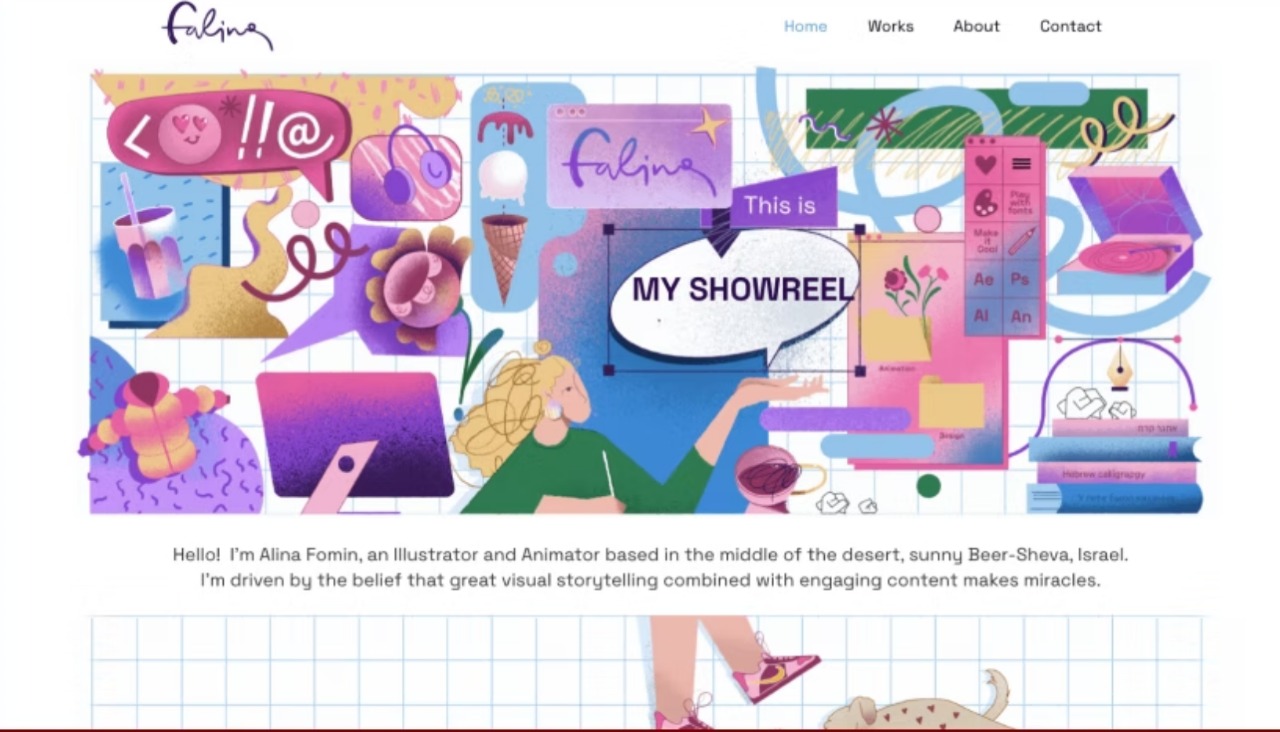 falina
Home Works About Contact
<!!@
falina
This is
MY SHOWREEL
Play
with
fonts
Make
it
Cool
Ae Ps
AI An
Animation
Design
אתגר קרת
Hebrew
Hello! I'm Alina Fomin, an Illustrator and Animator based in the middle of the desert, sunny Beer-Sheva, Israel.
I'm driven by the belief that great visual storytelling combined with engaging content makes miracles.